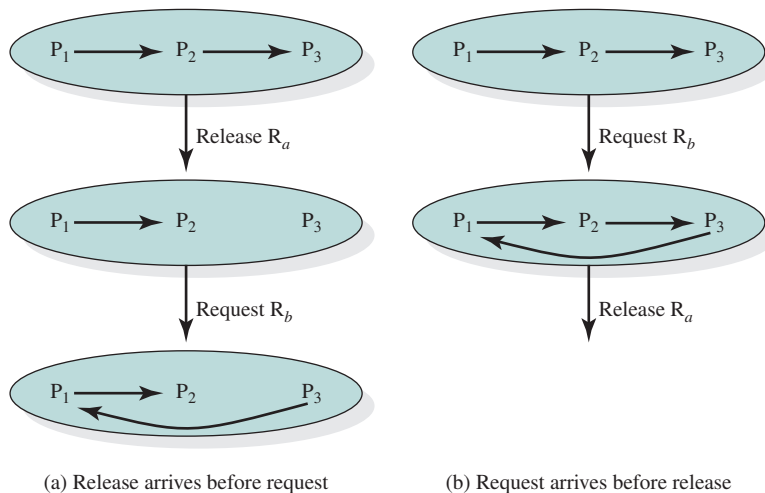 P1 P2 P3
Release Ra
P1 P2 P3
Request Rb
P1 P2 P3
(a) Release arrives before request
P1 P2 P3
Request Rb
P1 P2 P3
Release Ra
(b) Request arrives before release